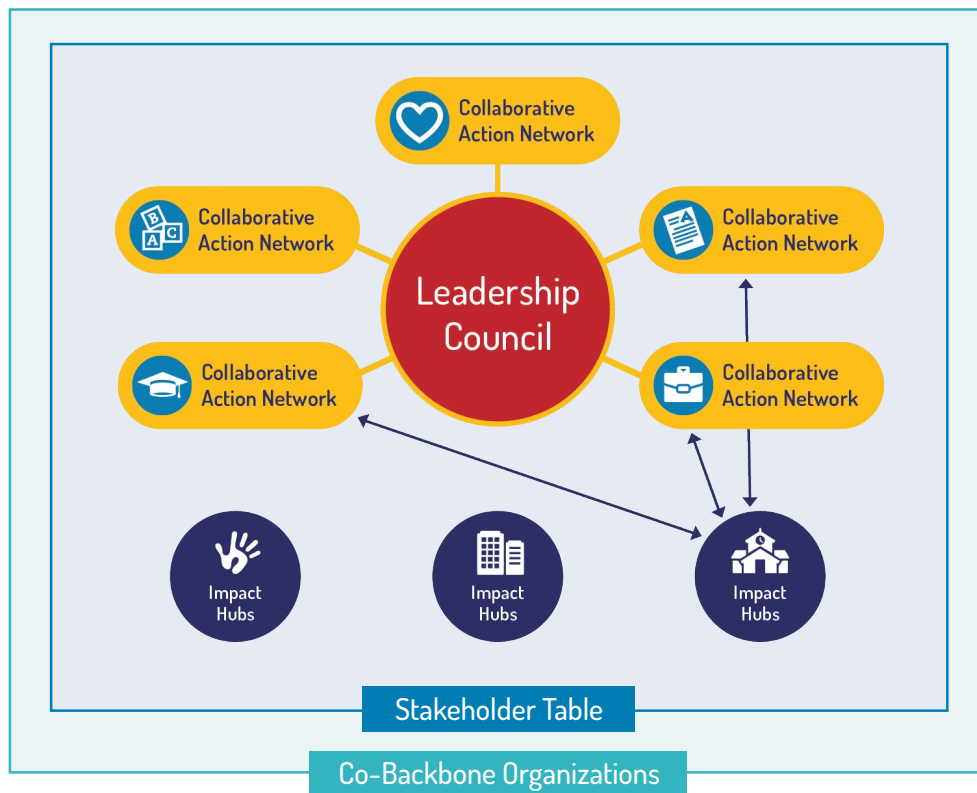 Collaborative
Action Network
Collaborative
Action Network
Collaborative
Action Network
Leadership
Council
Collaborative
Action Network
Collaborative
Action Network
B
A
C
A
Impact
Hubs
Impact
Hubs
Impact
Hubs
Stakeholder Table
Co-Backbone Organizations